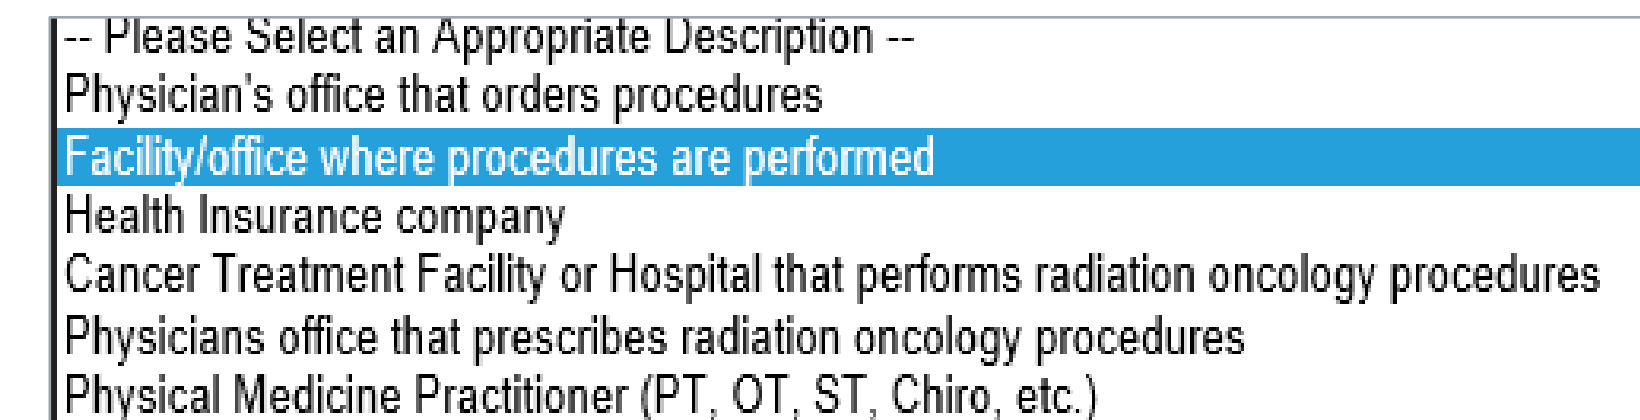 -- Please Select an Appropriate Description --
Physician's office that orders procedures
Facility/office where procedures are performed
Health Insurance company
Cancer Treatment Facility or Hospital that performs radiation oncology procedures
Physicians office that prescribes radiation oncology procedures
Physical Medicine Practitioner (PT, OT, ST, Chiro, etc.)